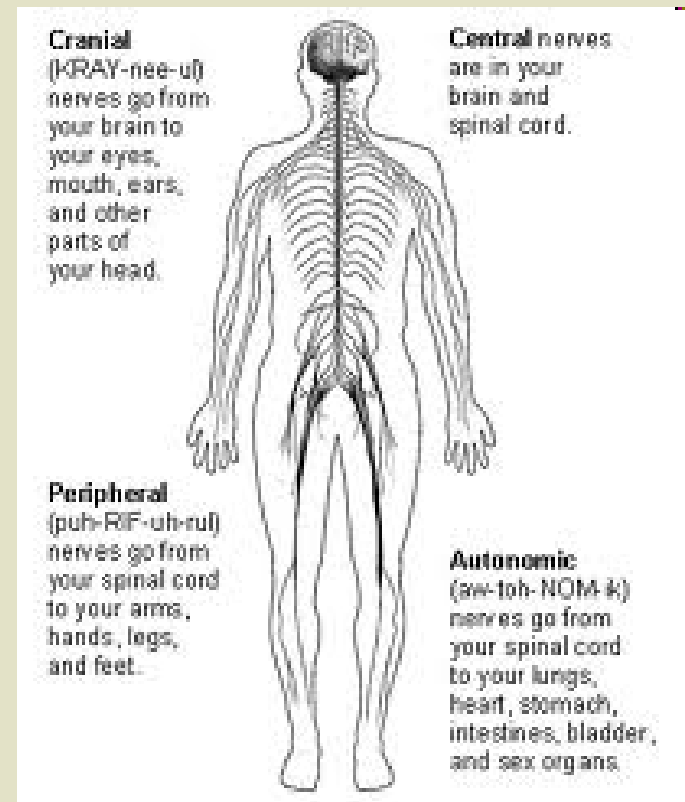 Cranial
(KRAY-nee-ul)
nerves go from
your brain to
your eyes,
mouth, ears,
and other
parts of
your head.
Central nerves
are in your
brain and
spinal cord.
Peripheral
(puh-RIF-uh-rul)
nerves go from
your spinal cord
to your arms,
hands, legs,
and feet.
Autonomic
(aw-toh-NOM-ik)
nerves go from
your spinal cord
to your lungs,
heart, stomach,
intestines, bladder,
and sex organs.